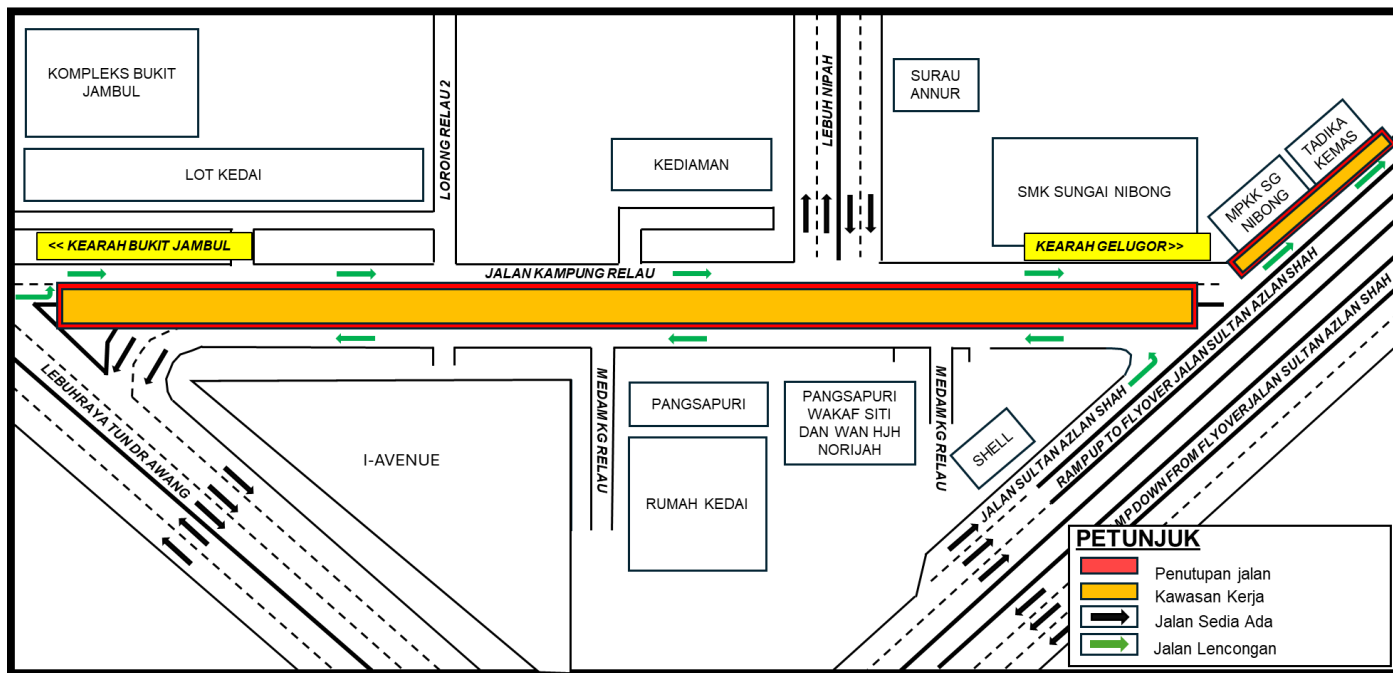 KOMPLEKS BUKIT
JAMBUL
LOT KEDAI
LORONG RELAU 2
KEDIAMAN
LEBUH NIPAH
SURAU
ANNUR
SMK SUNGAI NIBONG
MPKK SG
NIBONG
TADIKA
KEMAS
<< KEARAH BUKIT JAMBUL
KEARAH GELUGOR>>
JALAN KAMPUNG RELAU
LEBUHRAYA TUN DR AWANG
I-AVENUE
MEDAM KG RELAU
PANGSAPURI
RUMAH KEDAI
PANGSAPURI
WAKAF SITI
DAN WAN HJH
NORIJAH
MEDAM KG RELAU
SHELL
JALAN SULTAN AZLAN SHAH
RAMP UP TO FLYOVER JALAN SULTAN AZLAN SHAH
MP DOWN FROM FLYOVER JALAN SULTAN AZLAN SHAH
PETUNJUK
Penutupan jalan
Kawasan Kerja
Jalan Sedia Ada
Jalan Lencongan